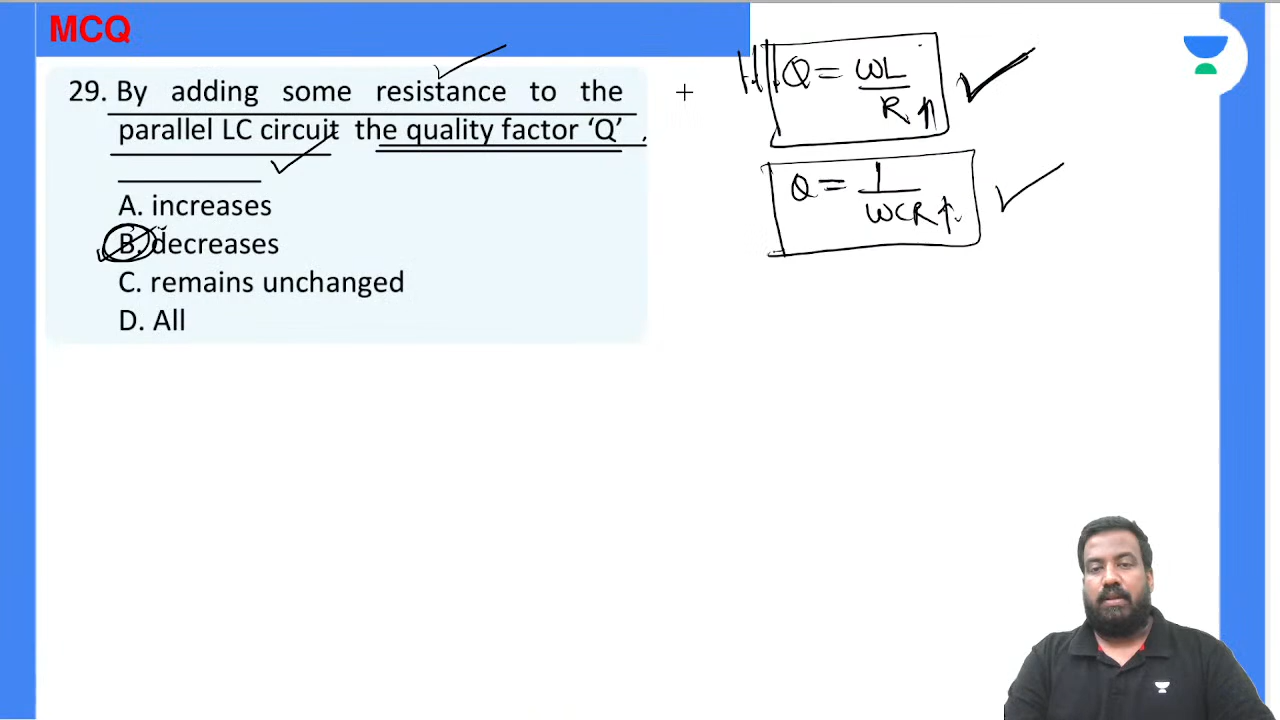 MCQ
29. By adding some resistance to the
parallel LC circuit the quality factor ‘Q’ .
____________
A. increases
B. decreases
C. remains unchanged
D. All
Q = ωL
R ↑
Q = 1
ωCR ↑